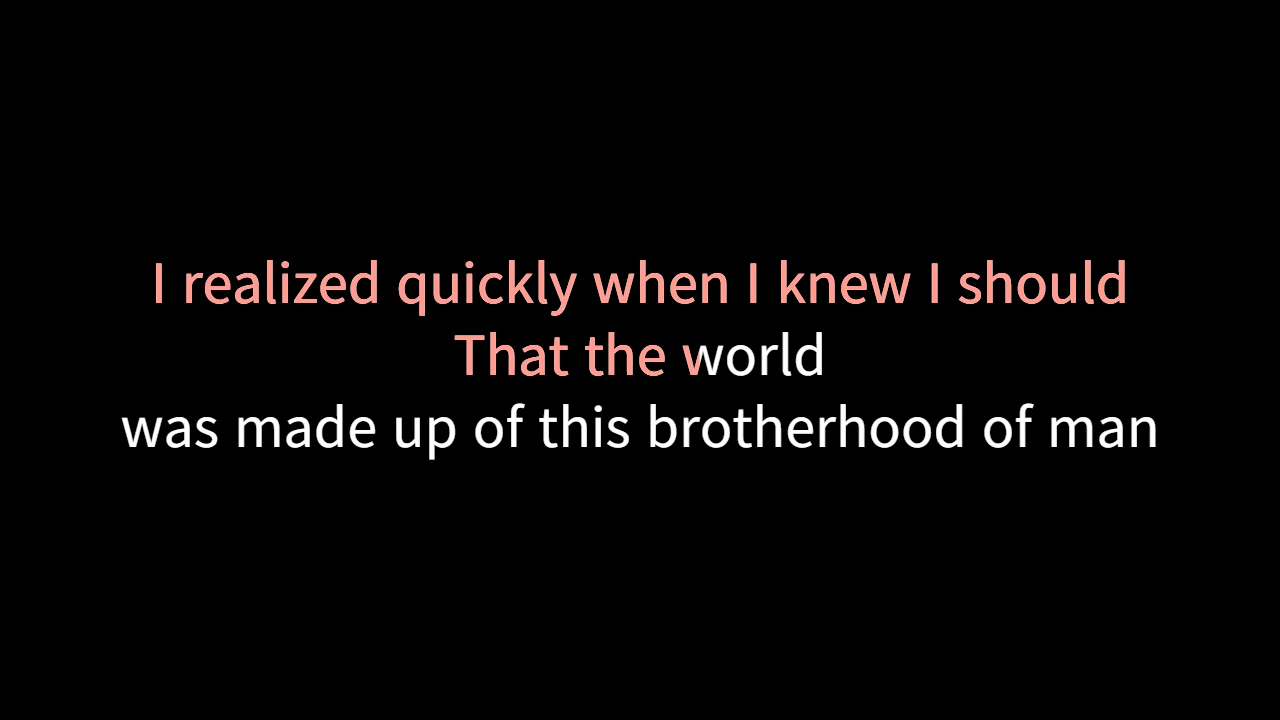 I realized quickly when I knew I should
That the world
was made up of this brotherhood of man